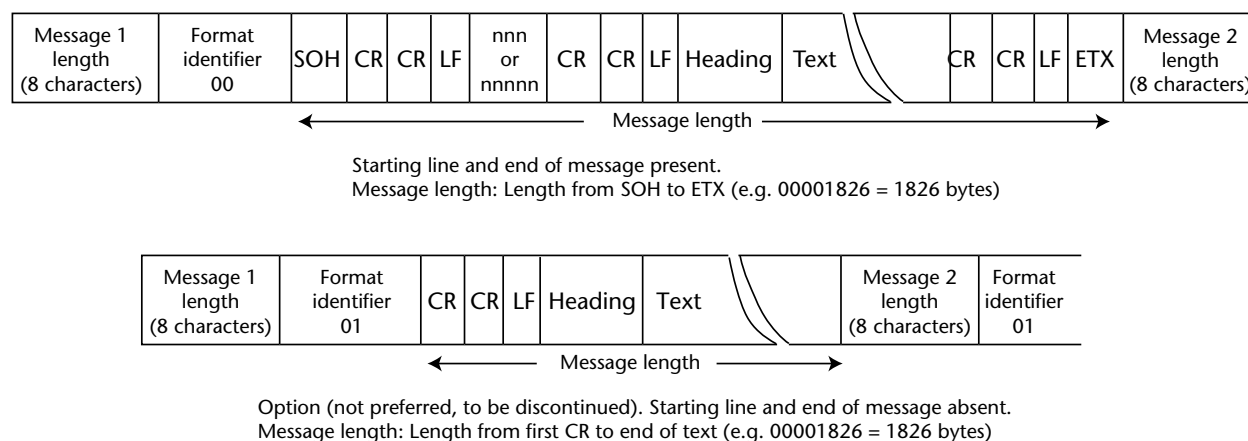 Message 1 length (8 characters) Format identifier 00 SOH CR CR LF nnn or nnnnn CR CR LF Heading Text CR CR LF ETX Message 2 length (8 characters)
Message length
Starting line and end of message present.
Message length: Length from SOH to ETX (e.g. 00001826 = 1826 bytes)
Message 1 length (8 characters) Format identifier 01 CR CR LF Heading Text Message 2 length (8 characters) Format identifier 01
Message length
Option (not preferred, to be discontinued). Starting line and end of message absent.
Message length: Length from first CR to end of text (e.g. 00001826 = 1826 bytes)